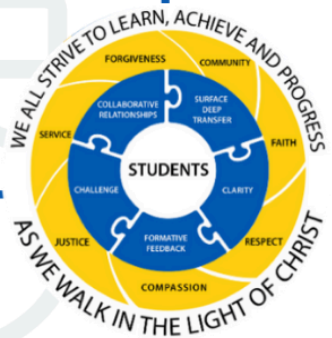 WE ALL STRIVE TO LEARN, ACHIEVE AND PROGRESS
FORGIVENESS
COMMUNITY
FAITH
RESPECT
COMPASSION
JUSTICE
SERVICE
COLLABORATIVE
RELATIONSHIPS
SURFACE
DEEP
TRANSFER
CLARITY
FORMATIVE
FEEDBACK
CHALLENGE
STUDENTS
AS WE WALK IN THE LIGHT OF CHRIST